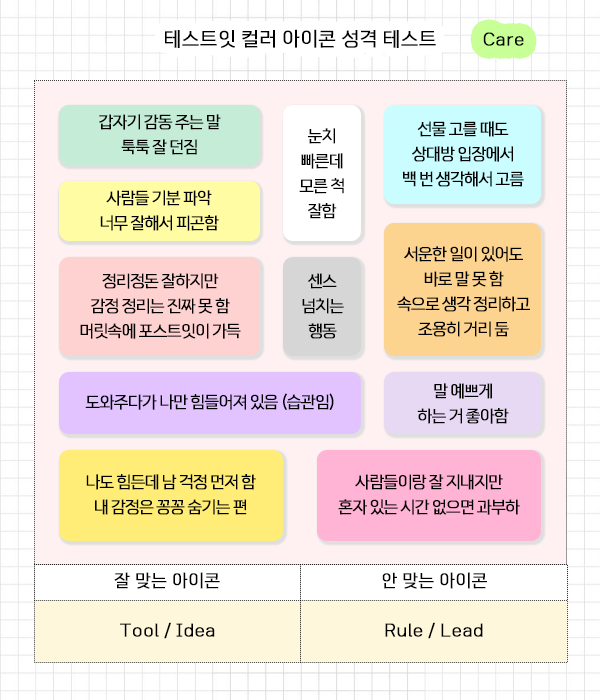 테스트잇 컬러 아이콘 성격 테스트
Care
갑자기 감동 주는 말
툭툭 잘 던짐
눈치
빠른데
모른 척
잘함
선물 고를 때도
상대방 입장에서
백 번 생각해서 고름
사람들 기분 파악
너무 잘해서 피곤함
서운한 일이 있어도
바로 말 못 함
속으로 생각 정리하고
조용히 거리 둠
정리정돈 잘하지만
감정 정리는 진짜 못 함
머릿속에 포스트잇이 가득
센스
넘치는
행동
도와주다가 나만 힘들어져 있음 (습관임)
말 예쁘게
하는 거 좋아함
나도 힘든데 남 걱정 먼저 함
내 감정은 꽁꽁 숨기는 편
사람들이랑 잘 지내지만
혼자 있는 시간 없으면 과부하
잘 맞는 아이콘
안 맞는 아이콘
Tool / Idea
Rule / Lead